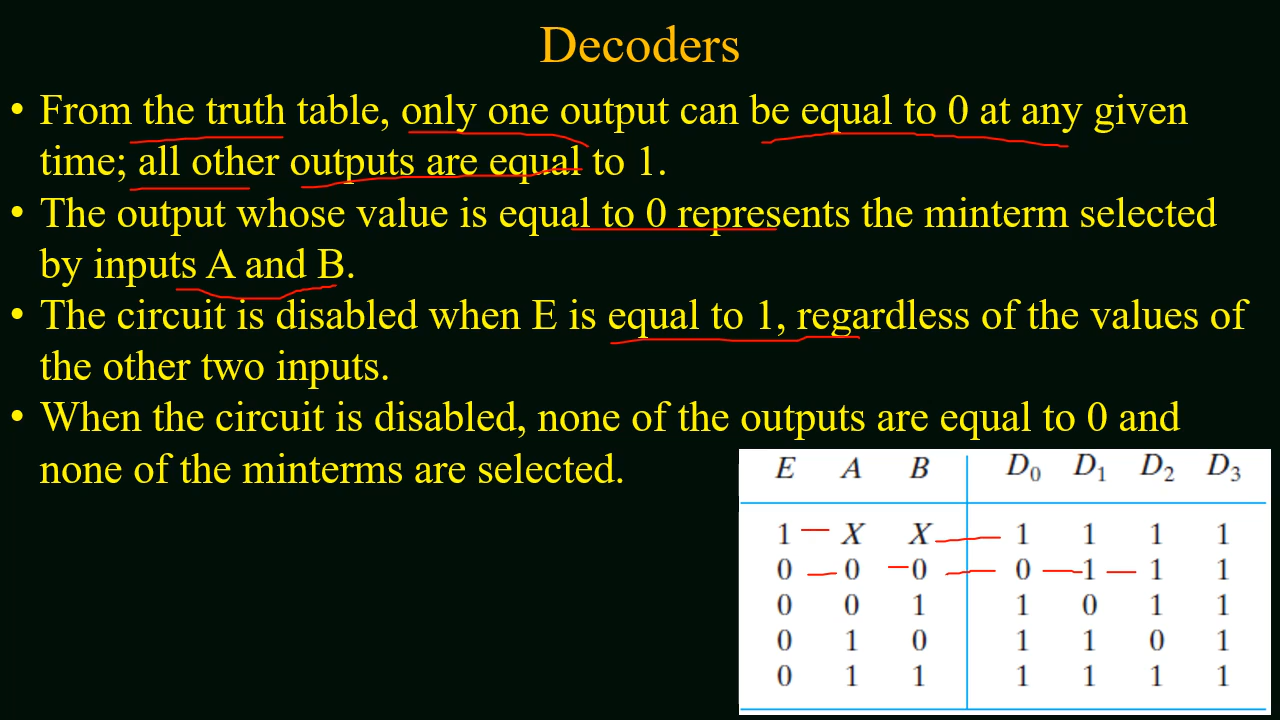 Decoders
• From the truth table, only one output can be equal to 0 at any given
time; all other outputs are equal to 1.
• The output whose value is equal to 0 represents the minterm selected
by inputs A and B.
• The circuit is disabled when E is equal to 1, regardless of the values of
the other two inputs.
• When the circuit is disabled, none of the outputs are equal to 0 and
none of the minterms are selected.
E A B D0 D1 D2 D3
1 X X 1 1 1 1
0 0 0 0 1 1 1
0 0 1 1 0 1 1
0 1 0 1 1 0 1
0 1 1 1 1 1 1